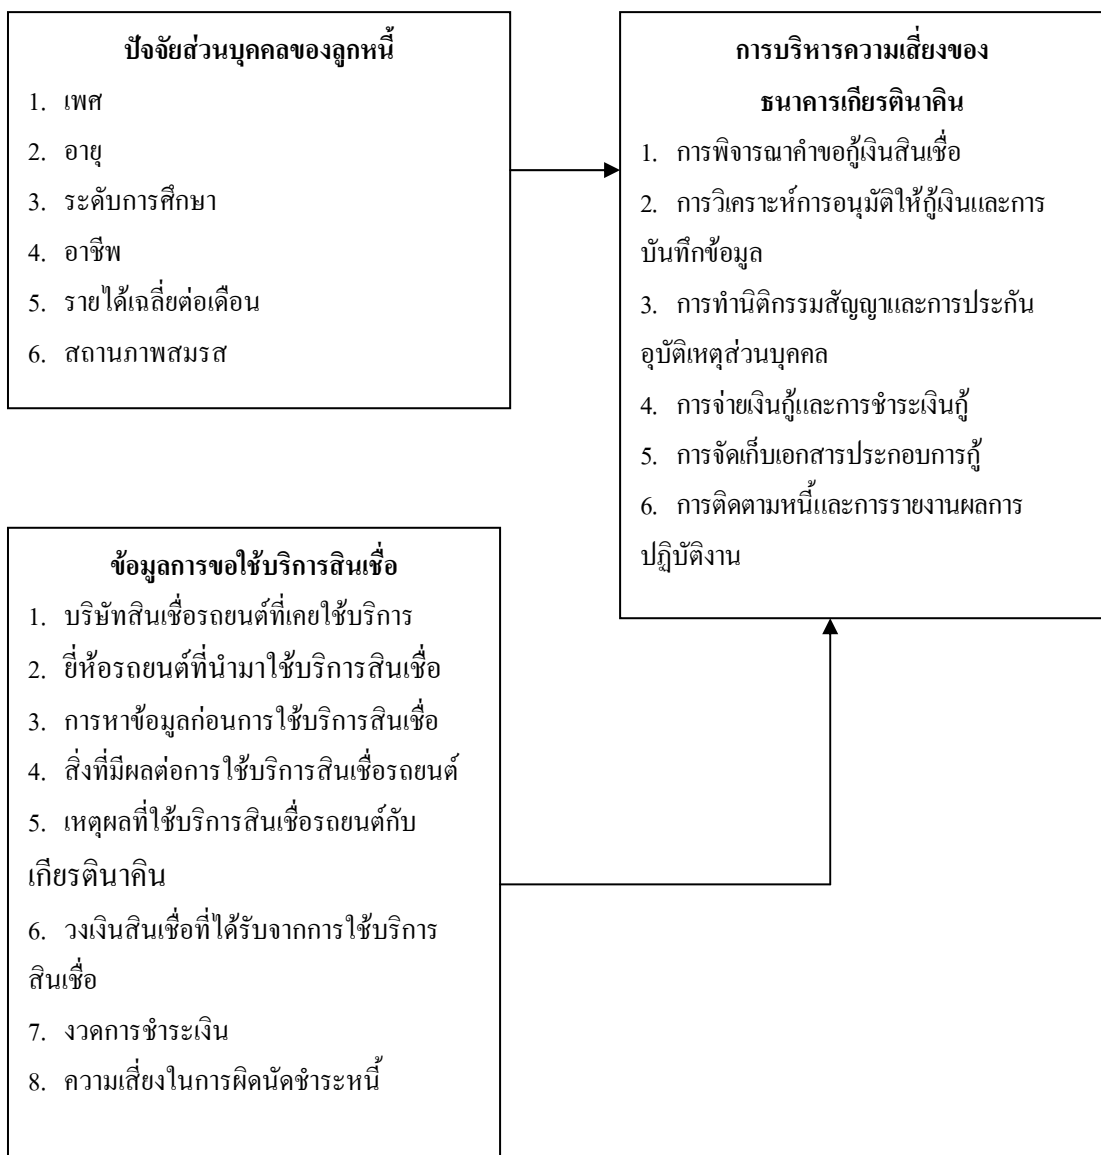 ปัจจัยส่วนบุคคลของลูกหนี้
1. เพศ
2. อายุ
3. ระดับการศึกษา
4. อาชีพ
5. รายได้เฉลี่ยต่อเดือน
6. สถานภาพสมรส
การบริหารความเสี่ยงของ
ธนาคารเกียรตินาคิน
1. การพิจารณาคำขอกู้เงินสินเชื่อ
2. การวิเคราะห์การอนุมัติให้กู้เงินและการ
บันทึกข้อมูล
3. การทำนิติกรรมสัญญาและการประกัน
อุบัติเหตุส่วนบุคคล
4. การจ่ายเงินกู้และการชำระเงินกู้
5. การจัดเก็บเอกสารประกอบการกู้
6. การติดตามหนี้และการรายงานผลการ
ปฏิบัติงาน
ข้อมูลการขอใช้บริการสินเชื่อ
1. บริษัทสินเชื่อรถยนต์ที่เคยใช้บริการ
2. ยี่ห้อรถยนต์ที่นำมาใช้บริการสินเชื่อ
3. การหาข้อมูลก่อนการใช้บริการสินเชื่อ
4. สิ่งที่มีผลต่อการใช้บริการสินเชื่อรถยนต์
5. เหตุผลที่ใช้บริการสินเชื่อรถยนต์กับ
เกียรตินาคิน
6. วงเงินสินเชื่อที่ได้รับจากการใช้บริการ
สินเชื่อ
7. งวดการชำระเงิน
8. ความเสี่ยงในการผิดนัดชำระหนี้